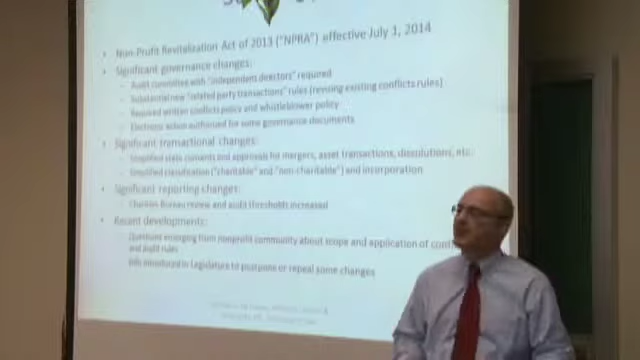 • Non-Profit Revitalization Act of 2013 ("NPRA") effective July 1, 2014
• Significant governance changes:
– Audit committee with "independent directors" required
– Substantial new "related party transactions" rules (revising existing conflicts rules)
– Required written conflicts policy and whistleblower policy
– Electronic action authorized for some governance documents
• Significant transactional changes:
– Simplified state consents and approvals for mergers, asset transactions, dissolutions, etc.
– Simplified classification ("charitable" and "non-charitable") and incorporation
• Significant reporting changes:
– Charities Bureau review and audit thresholds increased
• Recent developments:
Questions emerging from nonprofit community about scope and application of
and audit rules
Bills introduced in Legislature to postpone or repeal some changes